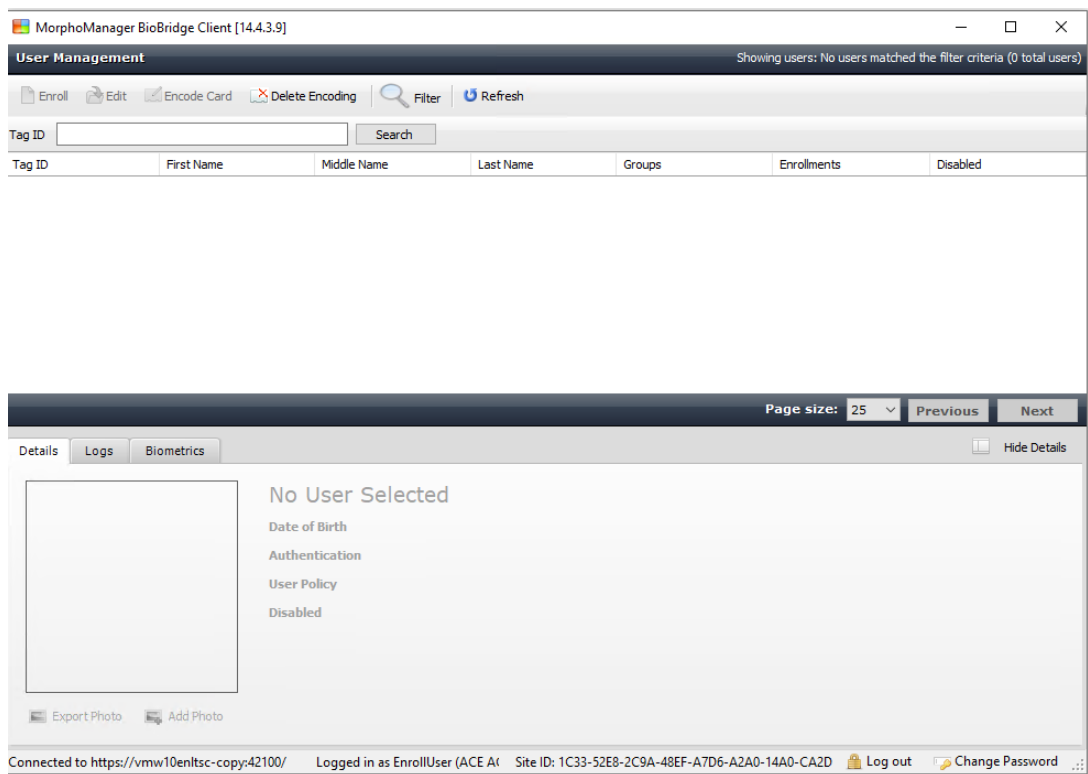 MorphoManager BioBridge Client [14.4.3.9]
User Management
Showing users: No users matched the filter criteria (0 total users)
Enroll Edit Encode Card Delete Encoding Filter Refresh
Tag ID Search
Tag ID First Name Middle Name Last Name Groups Enrollments Disabled
Page size: 25 Previous Next
Details Logs Biometrics Hide Details
No User Selected
Date of Birth
Authentication
User Policy
Disabled
Export Photo Add Photo
Connected to https://vmw10enltsc-copy:42100/ Logged in as EnrollUser (ACE A Site ID: 1C33-52E8-2C9A-48EF-A7D6-A2A0-14A0-CA2D Log out Change Password